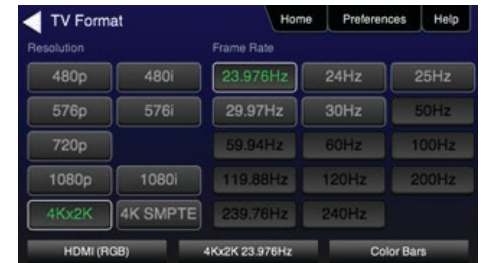 TV Format Home Preferences Help
Resolution Frame Rate
480p 480i 23.976Hz 24Hz 25Hz
576p 576i 29.97Hz 30Hz 50Hz
720p 59.94Hz 60Hz 100Hz
1080p 1080i 119.88Hz 120Hz 200Hz
4Kx2K 4K SMPTE 239.76Hz 240Hz
HDMI (RGB) 4Kx2K 23.976Hz Color Bars